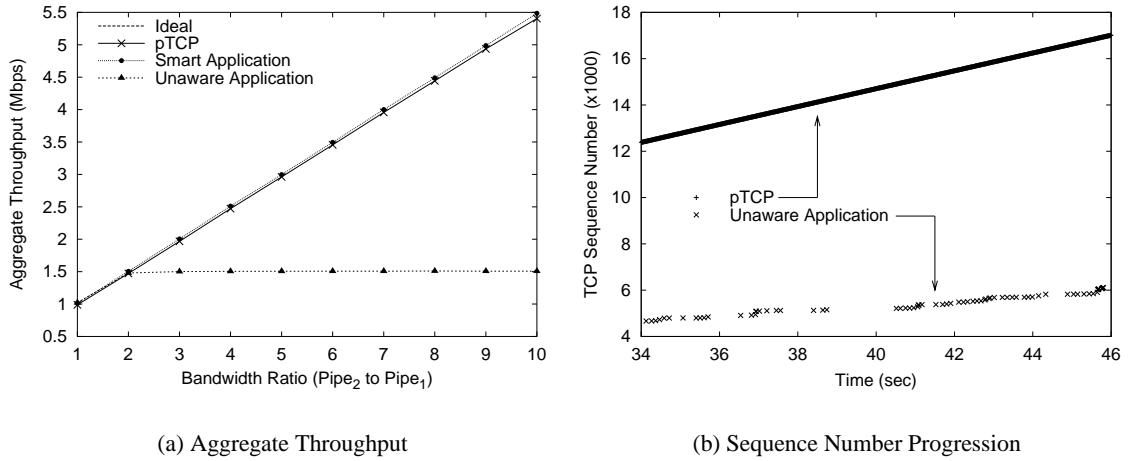 5.5
5
4.5
4
3.5
3
2.5
2
1.5
1
0.5
Aggregate Throughput (Mbps)
Ideal
pTCP
Smart Application
Unaware Application
1 2 3 4 5 6 7 8 9 10
Bandwidth Ratio (Pipe2 to Pipe1)
(a) Aggregate Throughput
18
16
14
12
10
8
6
4
TCP Sequence Number (x1000)
pTCP
Unaware Application
34 36 38 40 42 44 46
Time (sec)
(b) Sequence Number Progression